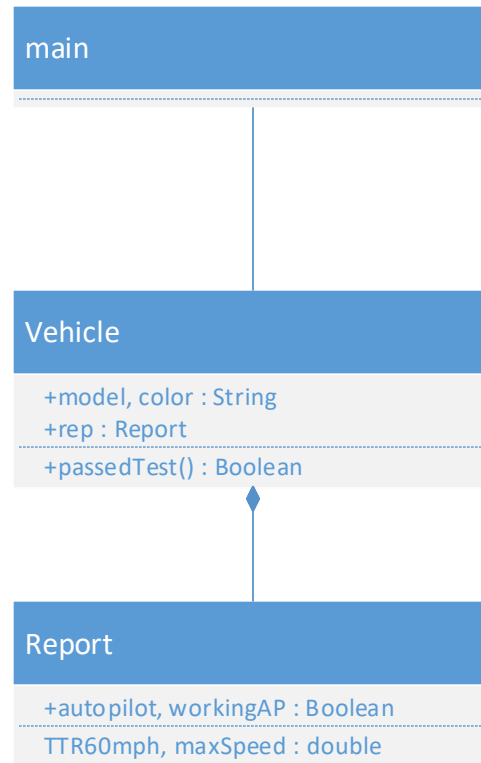 main
Vehicle
+model, color : String
+rep : Report
+passedTest() : Boolean
Report
+autopilot, workingAP : Boolean
TTR60mph, maxSpeed : double